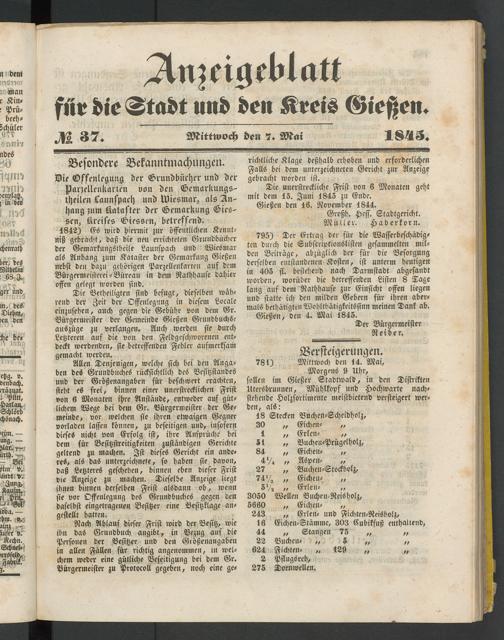 Anzeigeblatt
für die Stadt und den Kreis Gießen.
№ 37. Mittwoch den 7. Mai 1845.
Besondere Bekanntmachungen.
Die Offenlegung der Grundbücher und der
Parzellenkarten von den Gemarkungs-
theilen Launspach und Wiesmar, als An-
hang zum Kataster der Gemarkung Gies-
sen, Kreises Giessen, betreffend.
1842) Es wird hiermit zur öffentlichen Kennt-
niß gebracht, daß die neu errichteten Grundbücher
der Gemarkungstheile Launspach und Wiesmar
als Anhang zum Kataster der Gemarkung Gießen
nebst den dazu gehörigen Parzellenkarten auf dem
Bürgermeisterei-Büreau in dem Rathhause dahier
offen gelegt worden sind.
Die Betheiligten sind befugt, dieselben wäh-
rend der Zeit der Offenlegung in diesem Locale
einzusehen, auch gegen die Gebühr von dem Gr.
Bürgermeister der Gemeinde Gießen Grundbuchs-
auszüge zu verlangen. Auch werden sie durch
Letzteren auf die von den Feldgeschwornen ent-
deckt werdenden, sie betreffenden Fehler aufmerksam
gemacht werden.
Allen Denjenigen, welche sich bei den Anga-
ben des Grundbuchs rücksichtlich des Besitzstandes
und der Größenangaben für beschwert erachten,
steht es frei, binnen einer unerstrecklichen Frist
von 6 Monaten ihre Anstände, entweder auf güt-
lichem Wege bei dem Gr. Bürgermeister der Ge-
meinde, vor welchen sie ihren etwaigen Gegner
vorladen lassen können, zu beseitigen und, insofern
dieses nicht von Erfolg ist, ihre Ansprüche bei
dem für Besitzstreitigkeiten zuständigen Gerichte
geltend zu machen. Ist dieses Gericht ein ande-
res, als das unterzeichnete, so haben sie davon,
daß Letzteres geschehen, binnen eben dieser Frist
die Anzeige zu machen. Dieselbe Anzeige liegt
ihnen binnen derselben Frist alsdann ob, wenn
sie vor Offenlegung des Grundbuches gegen den
daselbst eingetragenen Besitzer eine Besitzklage an-
gestellt hatten.
Nach Ablauf dieser Frist wird der Besitz, wie
ihn das Grundbuch angibt, in Bezug auf die
Personen der Besitzer und den Größenangaben
in allen Fällen für richtig angenommen, in wel-
chem weder eine gütliche Beseitigung bei dem Gr.
Bürgermeister zu Protocoll gegeben, noch eine ge-
richtliche Klage deßhalb erhoben und erforderlichen
Falls bei dem unterzeichneten Gericht zur Anzeige
gebracht worden ist.
Die unerstreckliche Frist von 6 Monaten geht
mit dem 15. Juni 1845 zu Ende.
Gießen den 16. November 1844.
Großh. Hess. Stadtgericht.
Müller. Haberkorn.
795) Der Ertrag der für die Wasserbeschädig-
ten durch die Subscriptionslisten gesammelten mil-
den Beiträge, abzüglich der für die Besorgung
derselben entstandenen Kosten, ist unterm heutigen
in 405 fl. bestehend nach Darmstadt abgesandt
worden, worüber die betreffenden Listen 8 Tage
lang auf dem Rathhause zur Einsicht offen liegen
und statte ich den milden Gebern für ihren aber-
mals bethätigten Wohlthätigkeitssinn meinen Dank ab.
Gießen, den 4. Mai 1845.
Der Bürgermeister
Reiber.
Versteigerungen.
781) Mittwoch den 14. Mai,
Morgens 9 Uhr,
sollen im Gießer Stadtwald, in den Districten
Uttersbrunnen, Mühlkopf und Hochwarte nach-
stehende Holzsortimente meistbietend versteigert wer-
den, als:
18 Stecken Buchen-Scheidholz,
30 „ Eichen- „
1 „ Erlen- „
51 „ Buchen-Prügelholz,
84 „ Eichen- „
4¼ „ Aspen- „
27 „ Buchen-Stockholz,
74½ „ Eichen- „
5¼ „ Erlen- „
3050 Wellen Buchen-Reisholz,
5660 „ Eichen- „
243 „ Erlen- und Fichten-Reisholz,
16 Eichen-Stämme, 303 Cubikfuß enthaltend,
44 „ Stangen 75 „ „
22 Buchen- „ 5 „ „
624 Fichten- „ 129 „ „
2 Pflugsech,
275 Dornwellen.